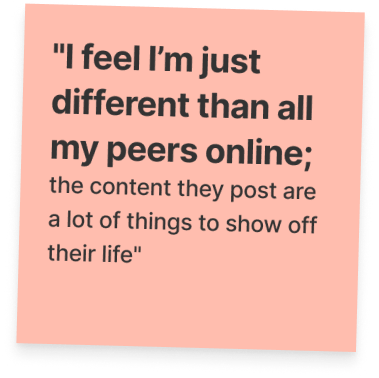 "I feel I’m just
different than all
my peers online;
the content they post are
a lot of things to show off
their life"